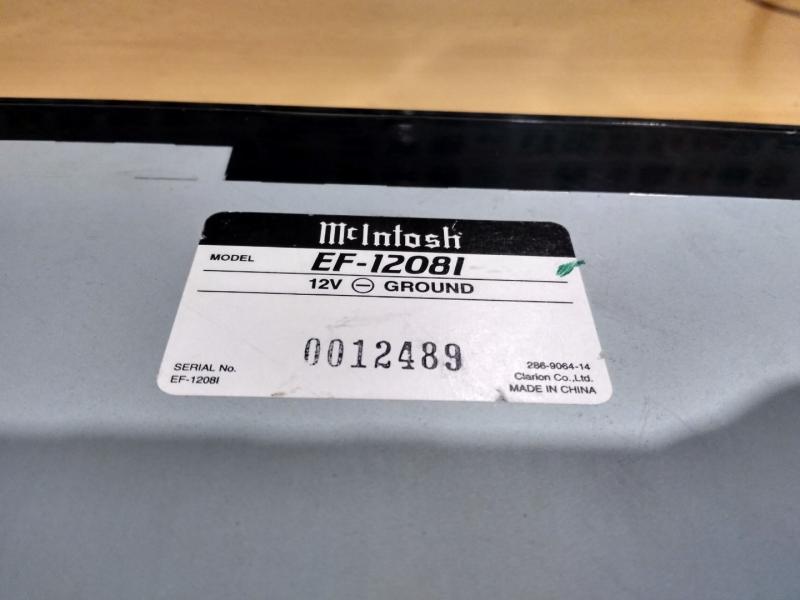 McIntosh
MODEL EF-1208I
12V ⊖ GROUND
0012489
SERIAL No.
EF-1208I
286-9064-14
Clarion Co.,Ltd.
MADE IN CHINA